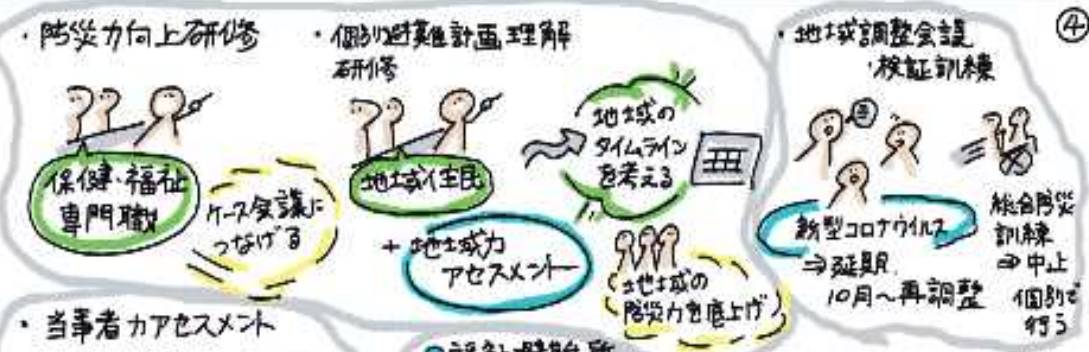 ・防災力向上研修
保健・福祉
専門職
ケース会議に
つなげる
・個別避難計画理解
研修
地域住民
+地域力
アセスメント
地域の
タイムライン
を考える
地域の
防災力を底上げ
④
・地域調整会議
・検証訓練
新型コロナウイルス
⇒延期
10月〜再調整
総合防災
訓練
⇒中止
個別で
行う
・当事者力アセスメント